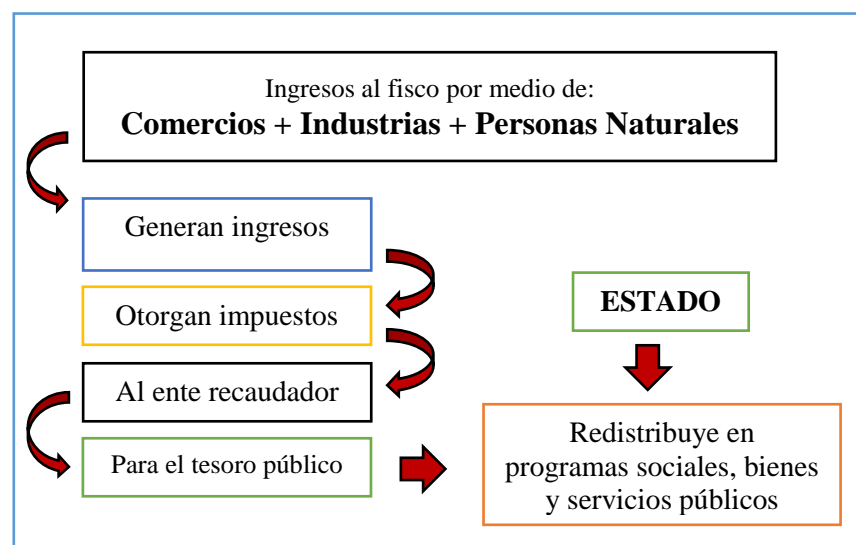 Ingresos al fisco por medio de:
Comercios + Industrias + Personas Naturales
Generan ingresos
Otorgan impuestos
Al ente recaudador
Para el tesoro público
ESTADO
Redistribuye en
programas sociales, bienes
y servicios públicos